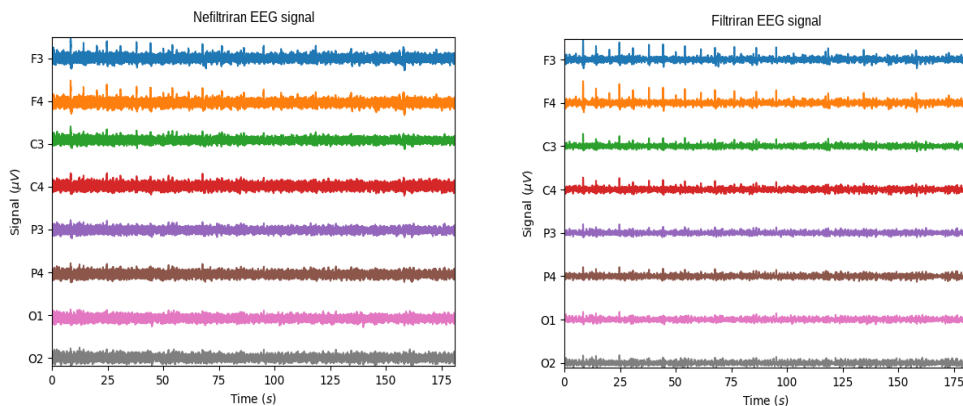 Nefiltriran EEG signal
F3
F4
C3
C4
P3
P4
O1
O2
Signal (μV)
0 25 50 75 100 125 150 175
Time (s)
Filtriran EEG signal
F3
F4
C3
C4
P3
P4
O1
O2
Signal (μV)
0 25 50 75 100 125 150 175
Time (s)